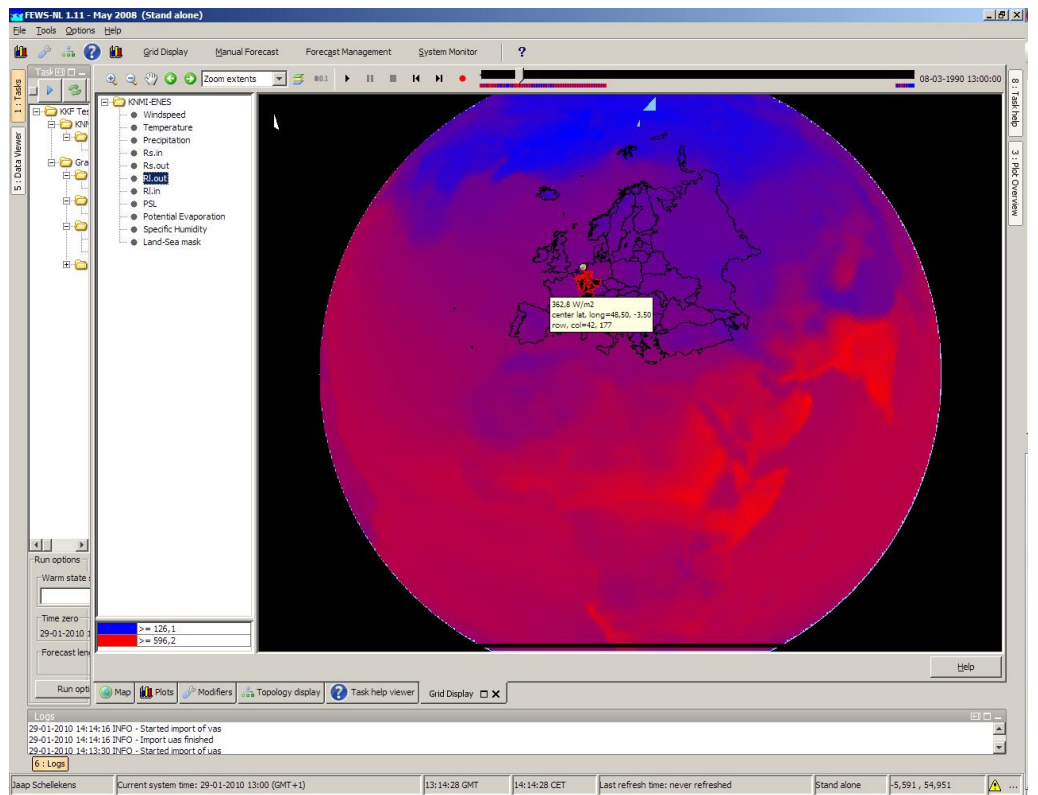 FEWS-NL 1.11 - May 2008 (Stand alone)
File Tools Options Help
Grid Display Manual Forecast Forecast Management System Monitor ?
Zoom extents
08-03-1990 13:00:00
1 : Tasks
5 : Data Viewer
KKF Tes
KNN
Gra
KNMI-ENES
Windspeed
Temperature
Precipitation
Rs.in
Rs.out
Rl.out
Rl.in
PSL
Potential Evaporation
Specific Humidity
Land-Sea mask
362,8 W/m2
center lat, long=48,50, -3,50
row, col=42, 177
8 : Task help
3 : Plot Overview
Run options
Warm state
Time zero
29-01-2010 1
Forecast len
Run opti
>= 126,1
>= 596,2
Help
Map Plots Modifiers Topology display Task help viewer Grid Display
Logs
29-01-2010 14:14:16 INFO - Started import of vas
29-01-2010 14:14:16 INFO - Import uas finished
29-01-2010 14:13:30 INFO - Started import of uas
6 : Logs
Jaap Schellekens Current system time: 29-01-2010 13:00 (GMT+1) 13:14:28 GMT 14:14:28 CET Last refresh time: never refreshed Stand alone -5,591 , 54,951 ...